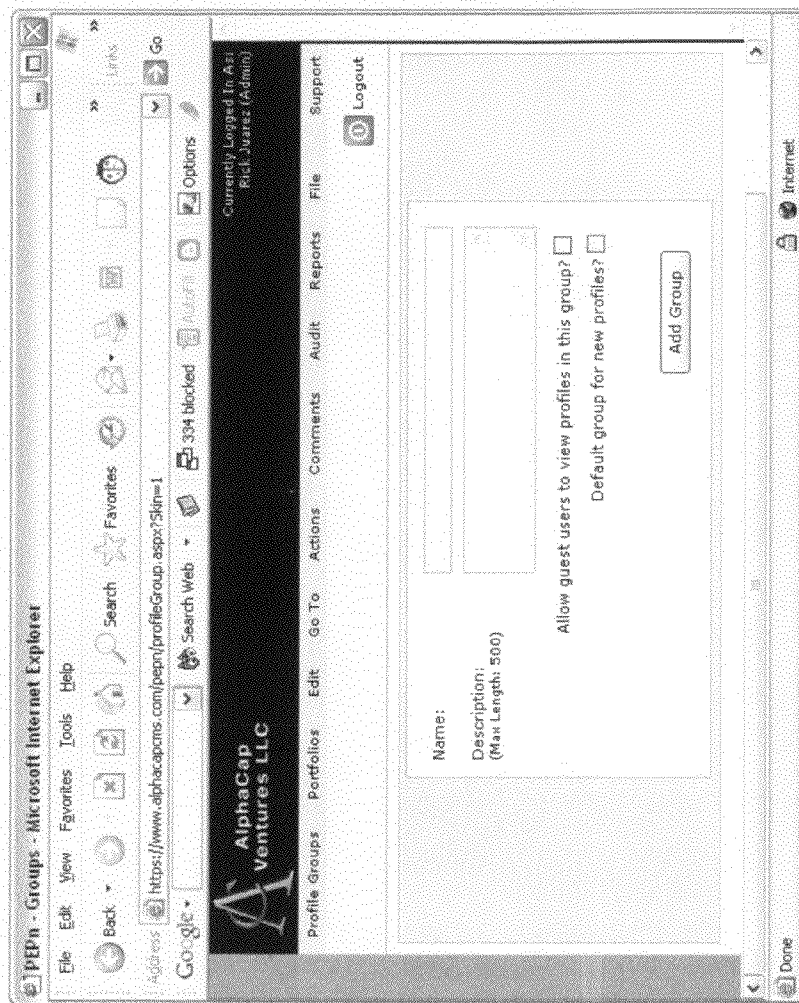 PEPn - Groups - Microsoft Internet Explorer
File Edit View Favorites Tools Help
Back Search Favorites
Address https://www.alphacapcms.com/pepn/profileGroup.aspx?Skin=1 Go Links
Google Search Web 334 blocked AutoFill Options
AlphaCap
Ventures LLC
Currently Logged In As:
Rick Juarez (Admin)
Profile Groups Portfolios Edit Go To Actions Comments Audit Reports File Support
Logout
Name:
Description:
(Max Length: 500)
Allow guest users to view profiles in this group?
Default group for new profiles?
Add Group
Done Internet